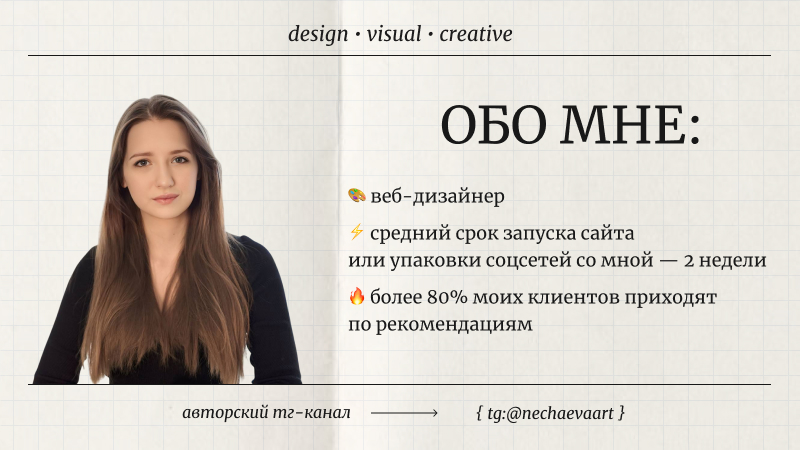 design • visual • creative
ОБО МНЕ:
🎨 веб-дизайнер
⚡ средний срок запуска сайта
или упаковки соцсетей со мной — 2 недели
🔥 более 80% моих клиентов приходят
по рекомендациям
авторский тг-канал → { tg:@nechaevaart }